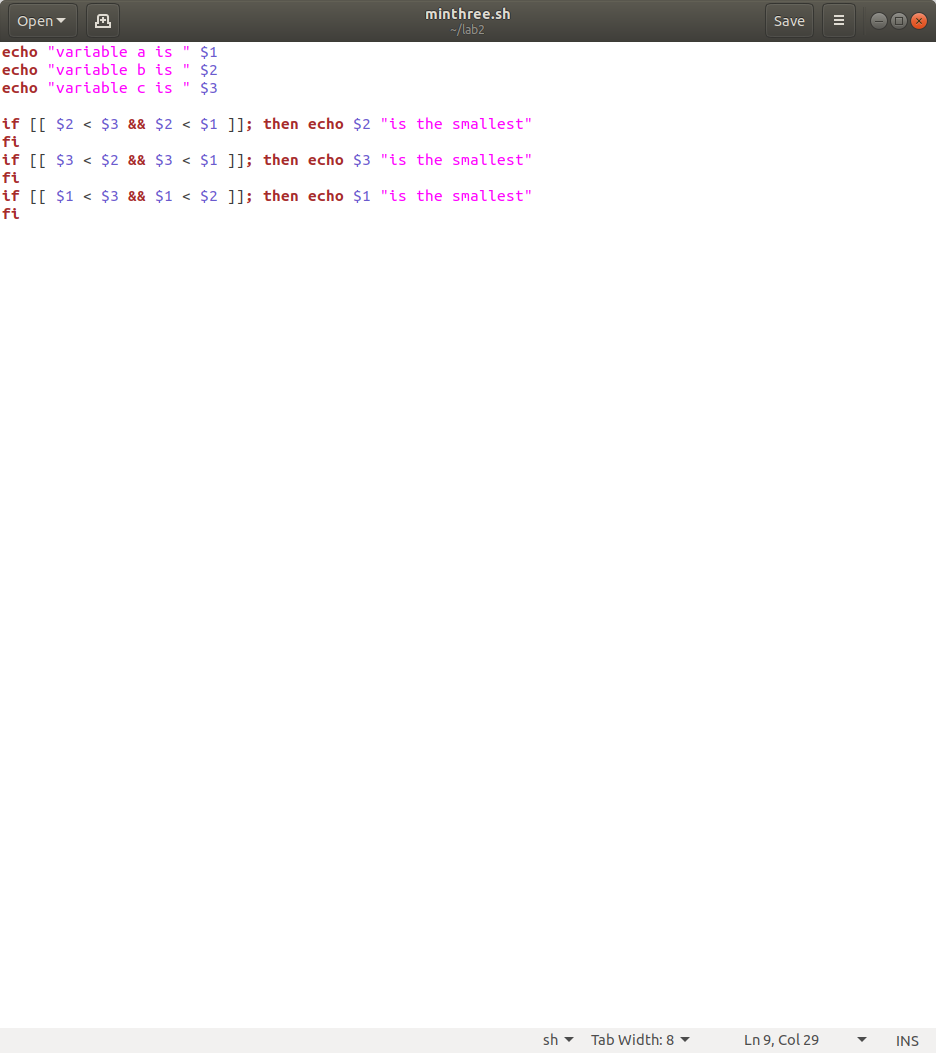 Open
minthree.sh
~/lab2
Save
echo "variable a is " $1
echo "variable b is " $2
echo "variable c is " $3
if [[ $2 < $3 && $2 < $1 ]]; then echo $2 "is the smallest"
fi
if [[ $3 < $2 && $3 < $1 ]]; then echo $3 "is the smallest"
fi
if [[ $1 < $3 && $1 < $2 ]]; then echo $1 "is the smallest"
fi
sh Tab Width: 8 Ln 9, Col 29 INS